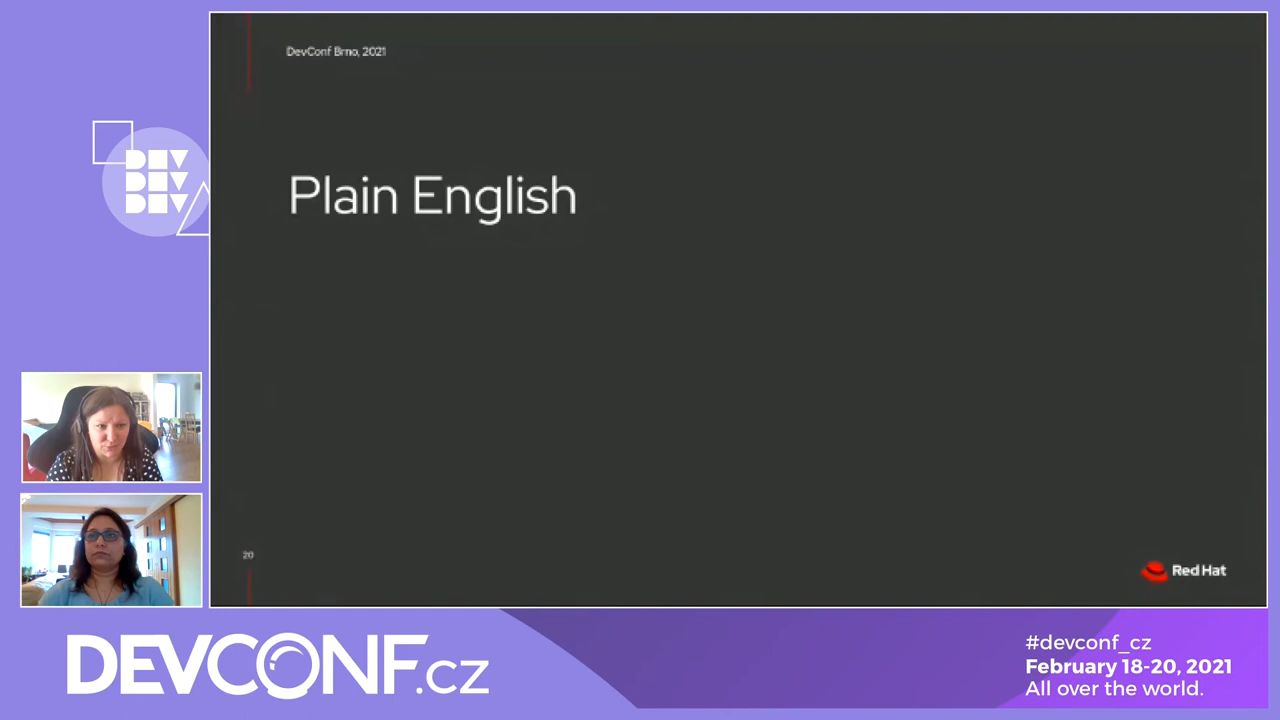 DevConf Brno, 2021
DEV
DEV
DEV
Plain English
20
Red Hat
DEVCONF.cz
#devconf_cz
February 18-20, 2021
All over the world.